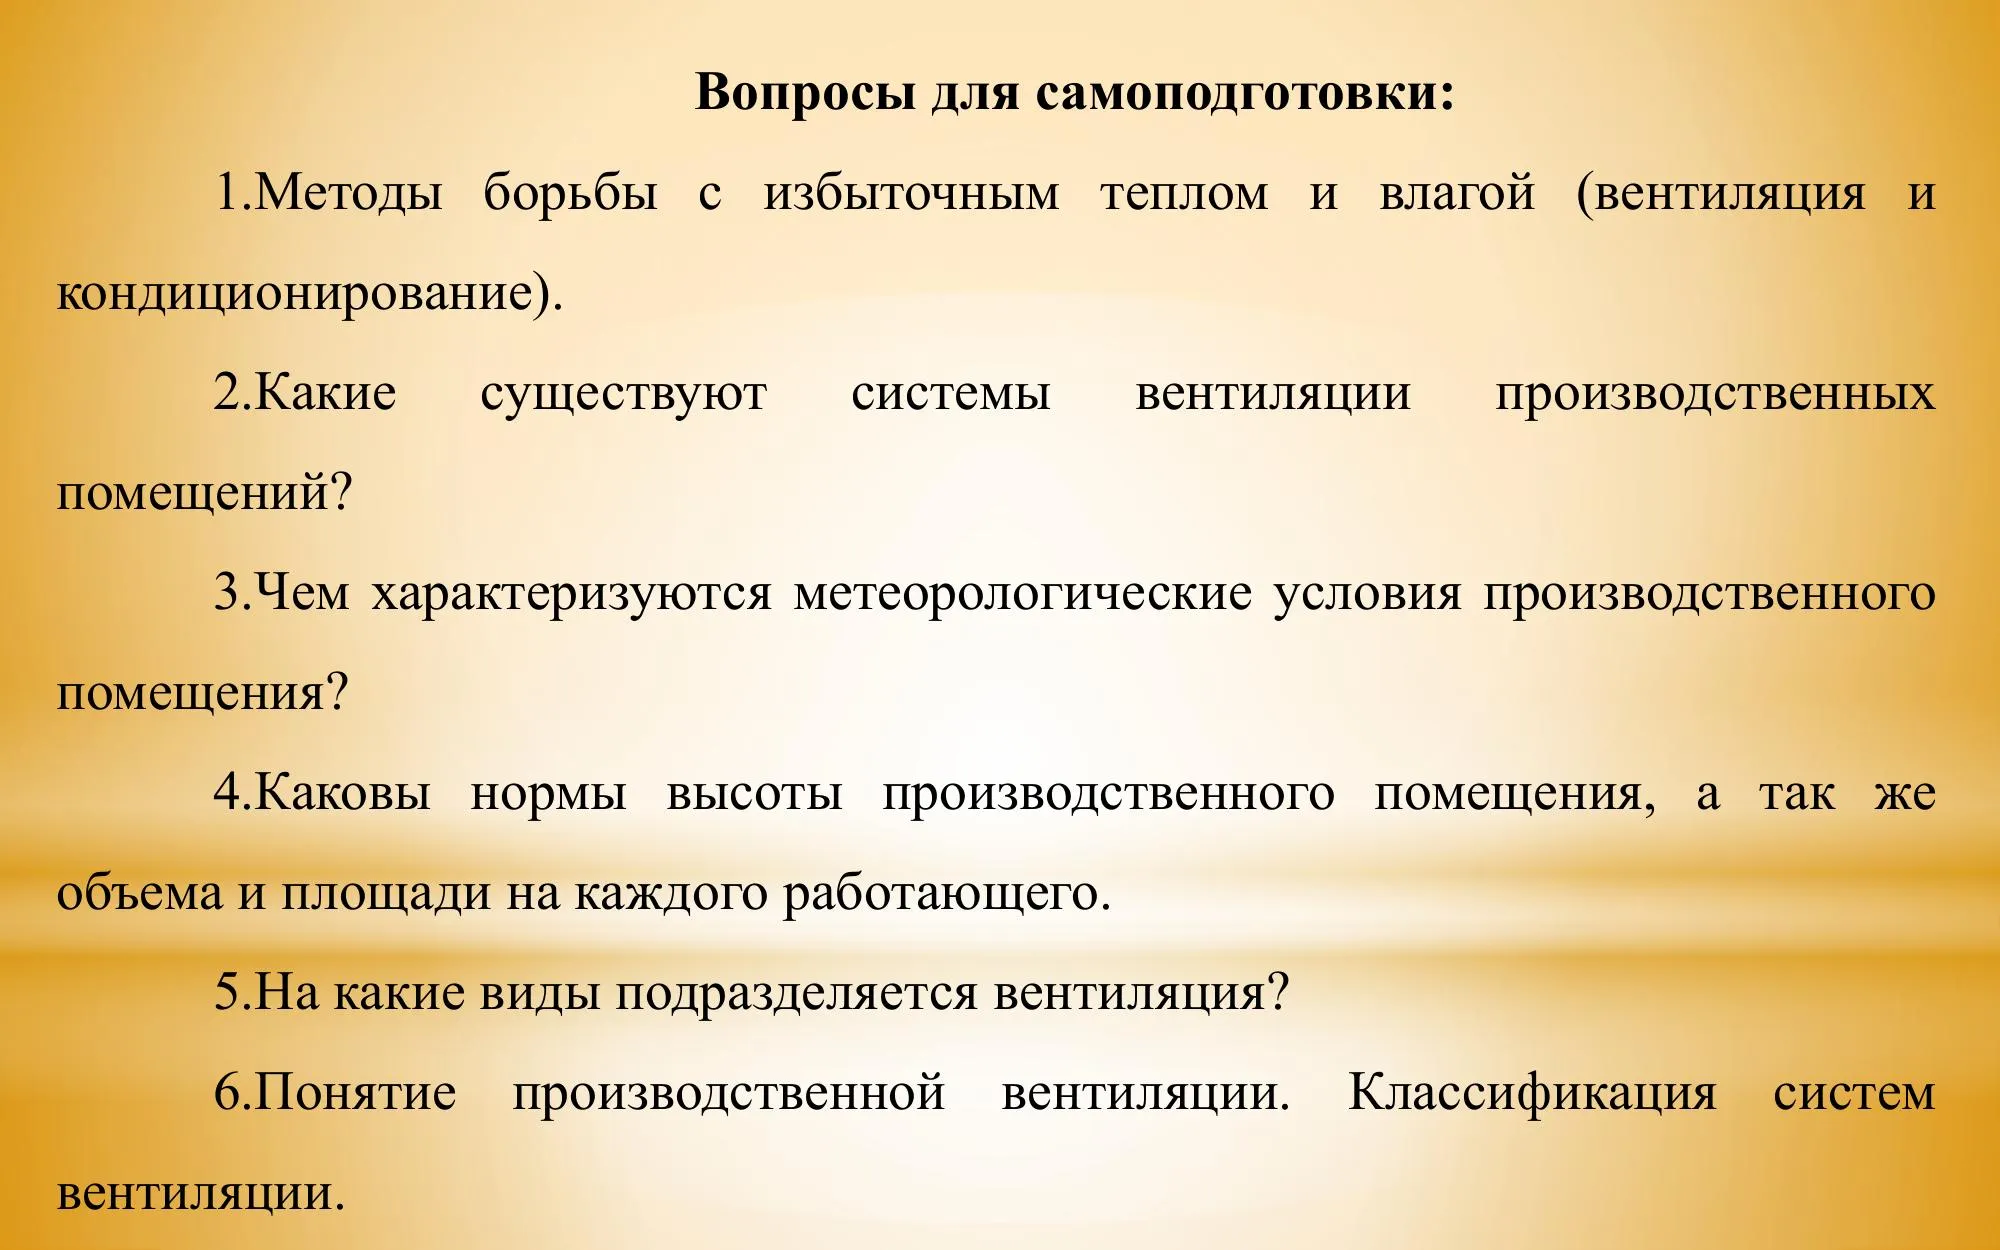 Вопросы для самоподготовки:
1.Методы борьбы с избыточным теплом и влагой (вентиляция и
кондиционирование).
2.Какие существуют системы вентиляции производственных
помещений?
3.Чем характеризуются метеорологические условия производственного
помещения?
4.Каковы нормы высоты производственного помещения, а так же
объема и площади на каждого работающего.
5.На какие виды подразделяется вентиляция?
6.Понятие производственной вентиляции. Классификация систем
вентиляции.